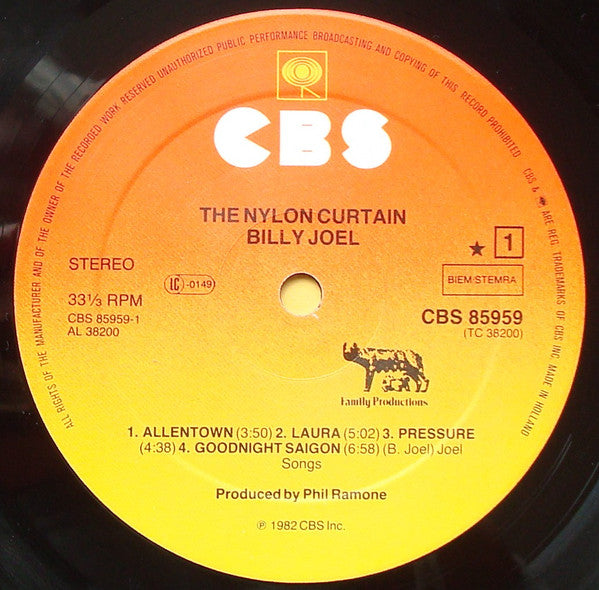 ALL RIGHTS OF THE MANUFACTURER AND OF THE OWNER OF THE RECORDED WORK RESERVED UNAUTHORIZED PUBLIC PERFORMANCE BROADCASTING AND COPYING OF THIS RECORD PROHIBITED CBS & ARE REG. TRADEMARKS OF CBS INC. MADE IN HOLLAND
CBS
THE NYLON CURTAIN
BILLY JOEL
★ 1
STEREO
LC-0149
BIEM/STEMRA
33⅓ RPM
CBS 85959
CBS 85959-1
(TC 38200)
AL 38200
Family Productions
1. ALLENTOWN (3:50) 2. LAURA (5:02) 3. PRESSURE
(4:38) 4. GOODNIGHT SAIGON (6:58) (B. Joel) Joel
Songs
Produced by Phil Ramone
℗ 1982 CBS Inc.